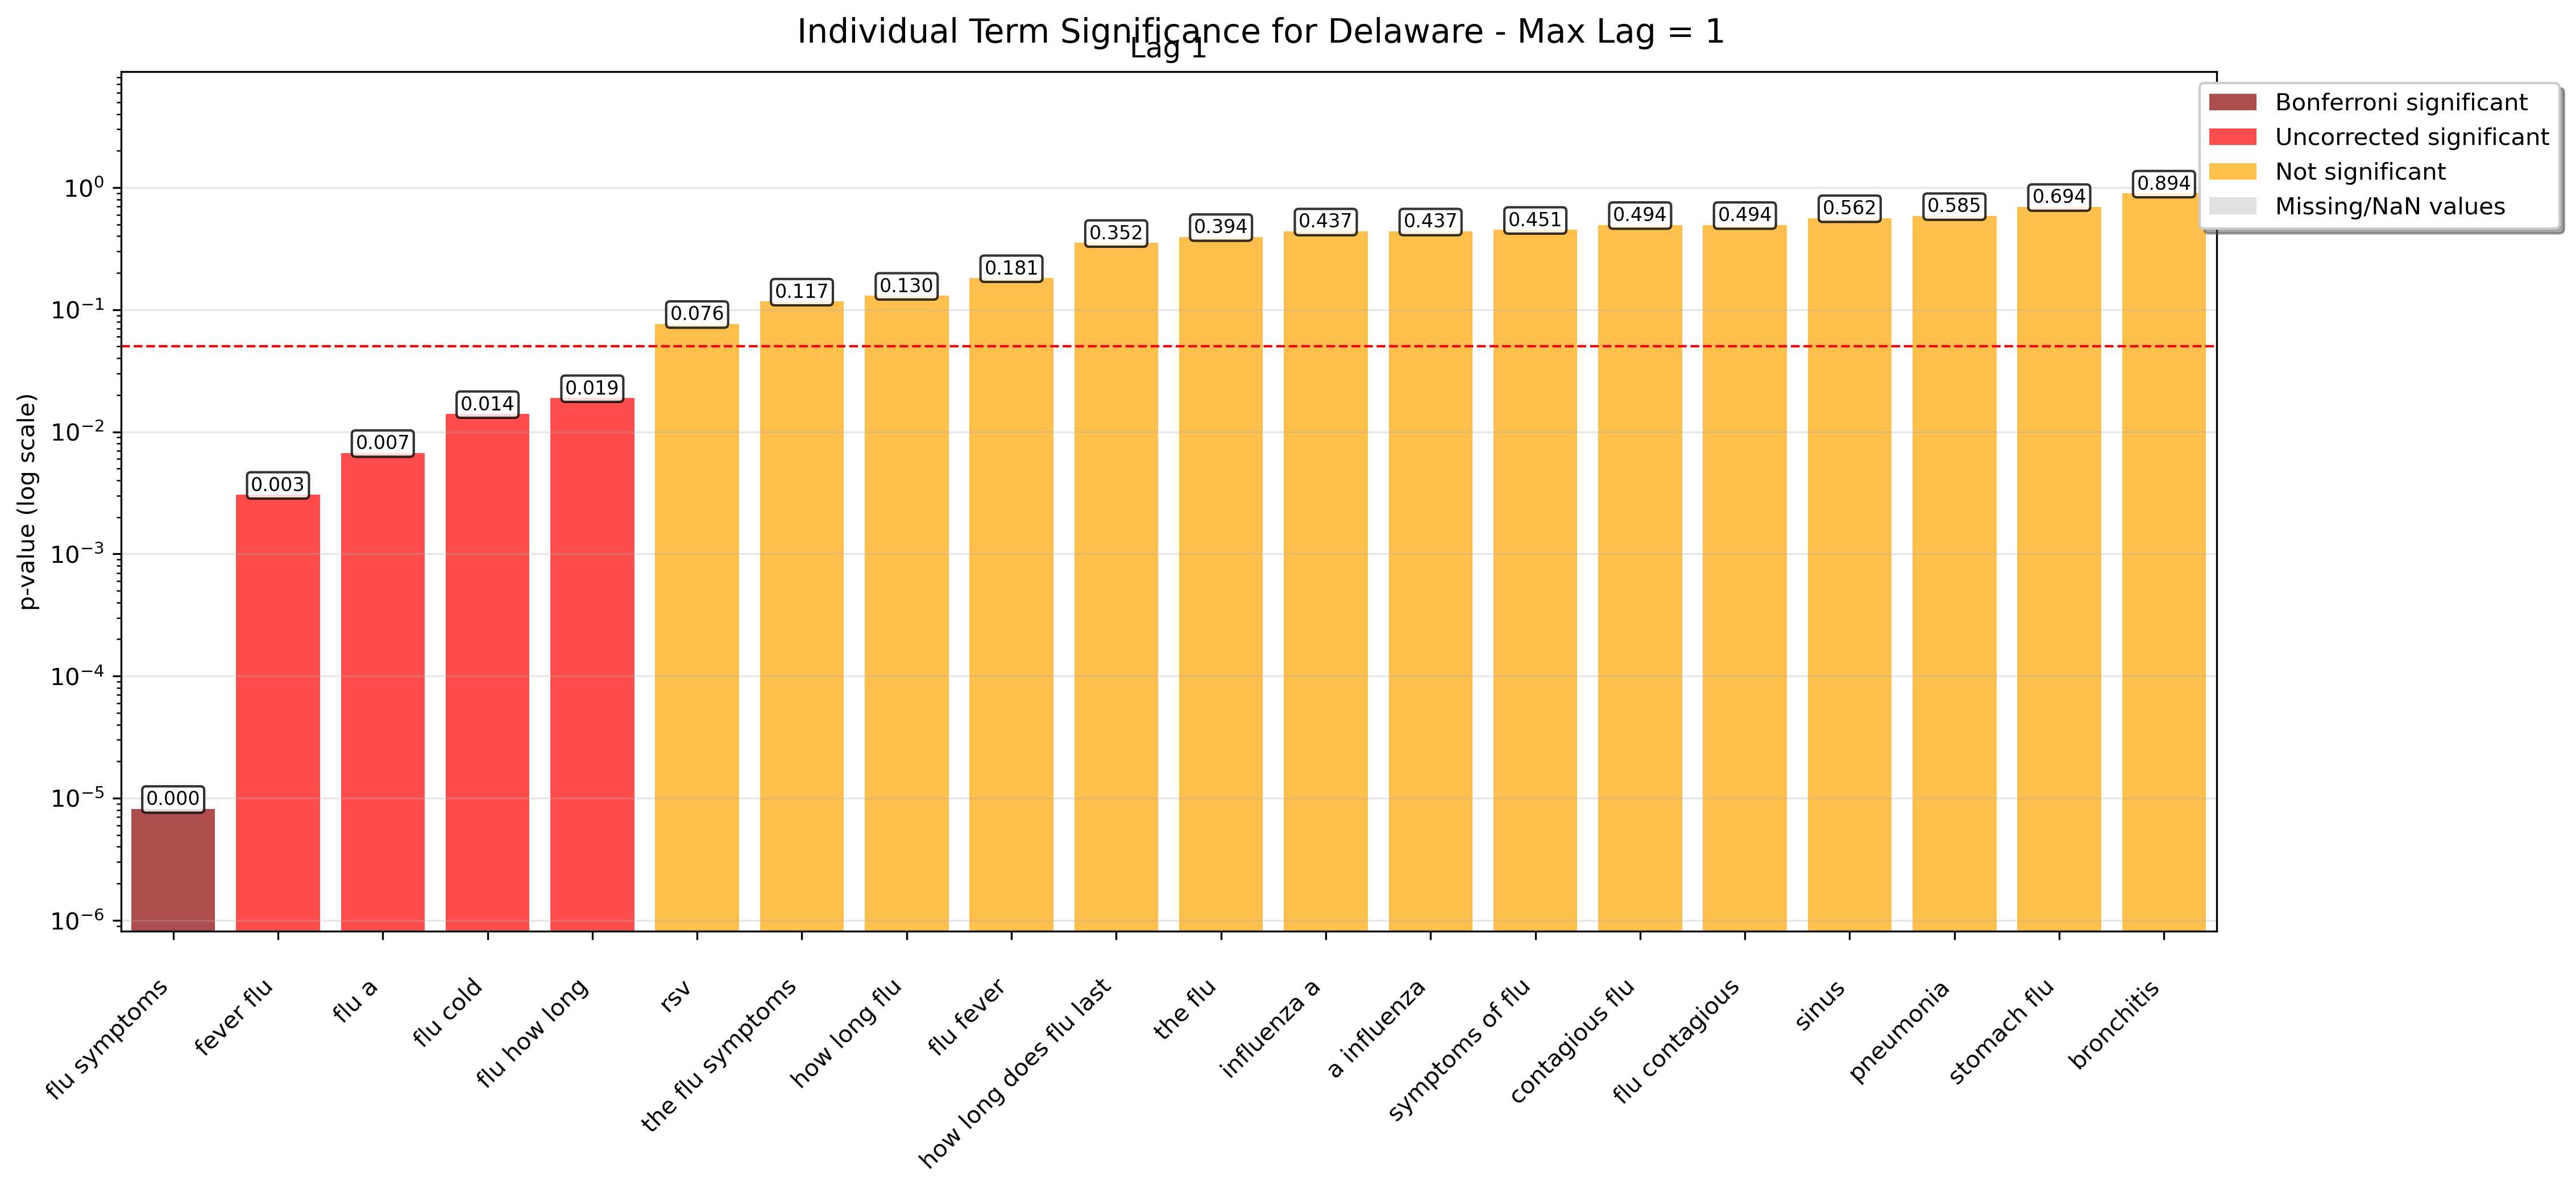 Individual Term Significance for Delaware - Max Lag = 1
Lag 1
Bonferroni significant
Uncorrected significant
Not significant
Missing/NaN values
p-value (log scale)
10⁰
10⁻¹
10⁻²
10⁻³
10⁻⁴
10⁻⁵
10⁻⁶
0.000
0.003
0.007
0.014
0.019
0.076
0.117
0.130
0.181
0.352
0.394
0.437
0.437
0.451
0.494
0.494
0.562
0.585
0.694
0.894
flu symptoms
fever flu
flu a
flu cold
flu how long
rsv
the flu symptoms
how long flu
flu fever
how long does flu last
the flu
influenza a
a influenza
symptoms of flu
contagious flu
flu contagious
sinus
pneumonia
stomach flu
bronchitis